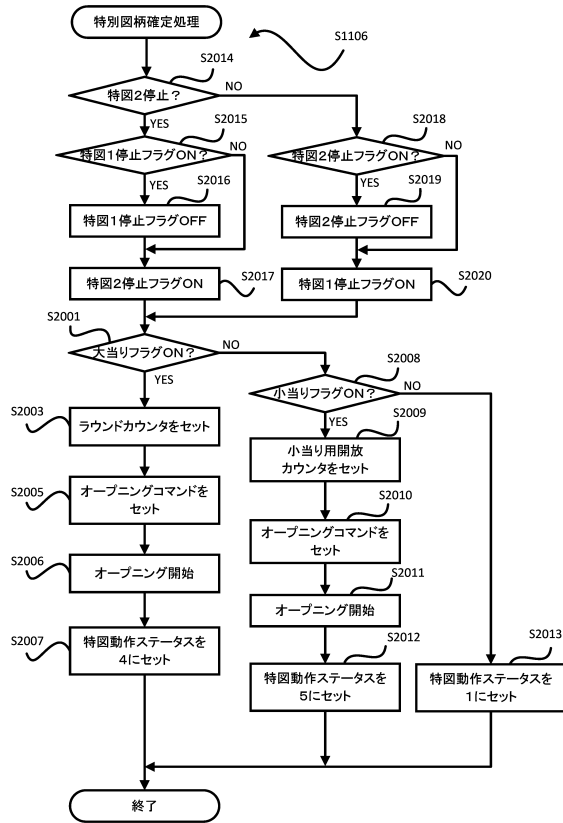 特別図柄確定処理
S1106
S2014
特図2停止？
NO
YES
S2015
特図1停止フラグON？
NO
YES
S2018
特図2停止フラグON？
NO
YES
S2016
特図1停止フラグOFF
S2019
特図2停止フラグOFF
特図2停止フラグON
S2017
特図1停止フラグON
S2020
S2001
大当りフラグON？
NO
YES
S2008
小当りフラグON？
NO
YES
S2003
ラウンドカウンタをセット
S2009
小当り用開放
カウンタをセット
S2005
オープニングコマンドを
セット
S2010
オープニングコマンドを
セット
S2006
オープニング開始
S2011
オープニング開始
S2007
特図動作ステータスを
4にセット
S2012
特図動作ステータスを
5にセット
S2013
特図動作ステータスを
1にセット
終了